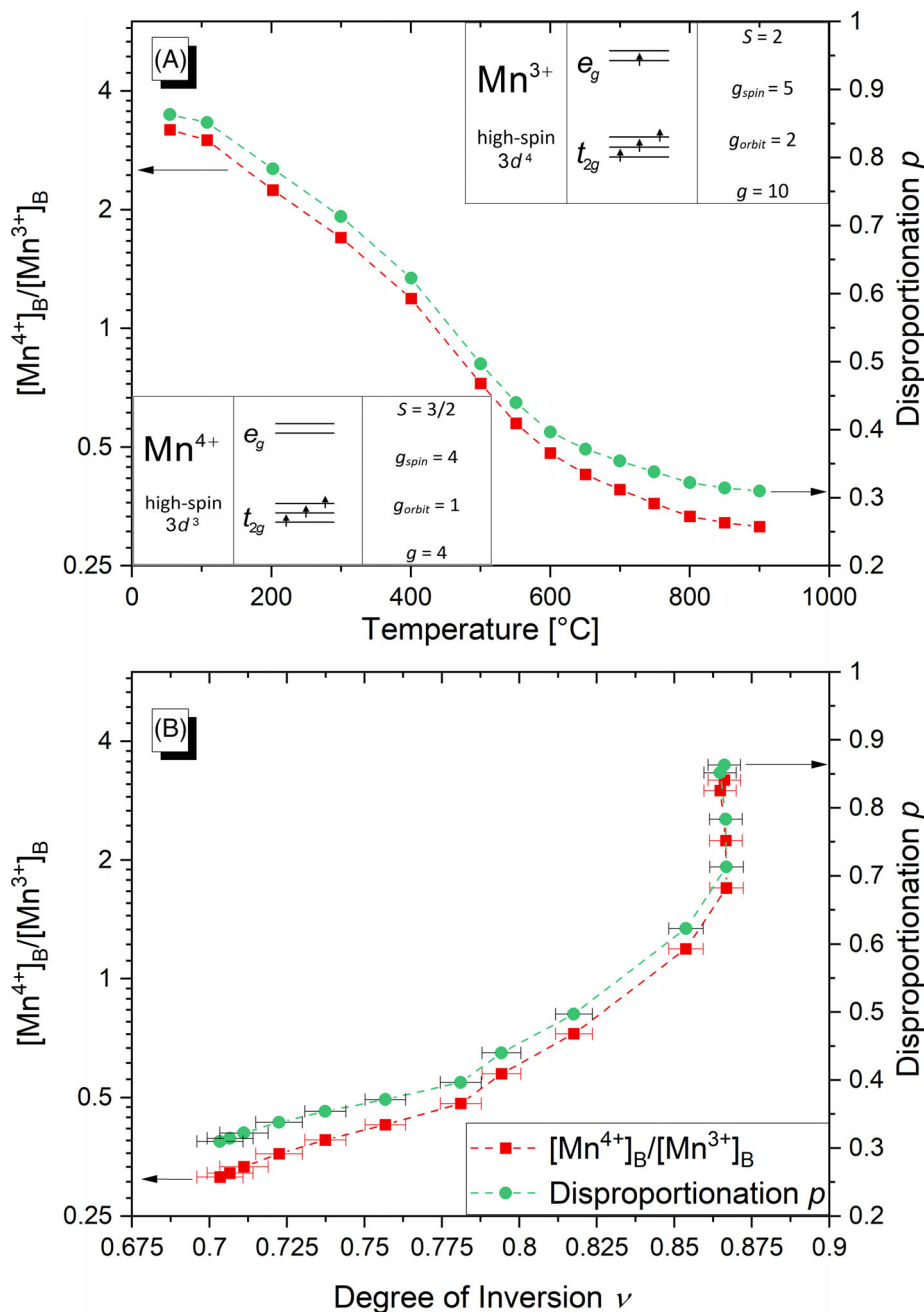 (A)
[Mn4+]B/[Mn3+]B
4
2
1
0.5
0.25
Mn3+
high-spin
3d4
eg
t2g
S = 2
gspin = 5
gorbit = 2
g = 10
Mn4+
high-spin
3d3
eg
t2g
S = 3/2
gspin = 4
gorbit = 1
g = 4
1
0.9
0.8
0.7
0.6
0.5
0.4
0.3
0.2
Disproportionation p
0 200 400 600 800 1000
Temperature [°C]
(B)
[Mn4+]B/[Mn3+]B
4
2
1
0.5
0.25
1
0.9
0.8
0.7
0.6
0.5
0.4
0.3
0.2
Disproportionation p
[Mn4+]B/[Mn3+]B
Disproportionation p
0.675 0.7 0.725 0.75 0.775 0.8 0.825 0.85 0.875 0.9
Degree of Inversion ν